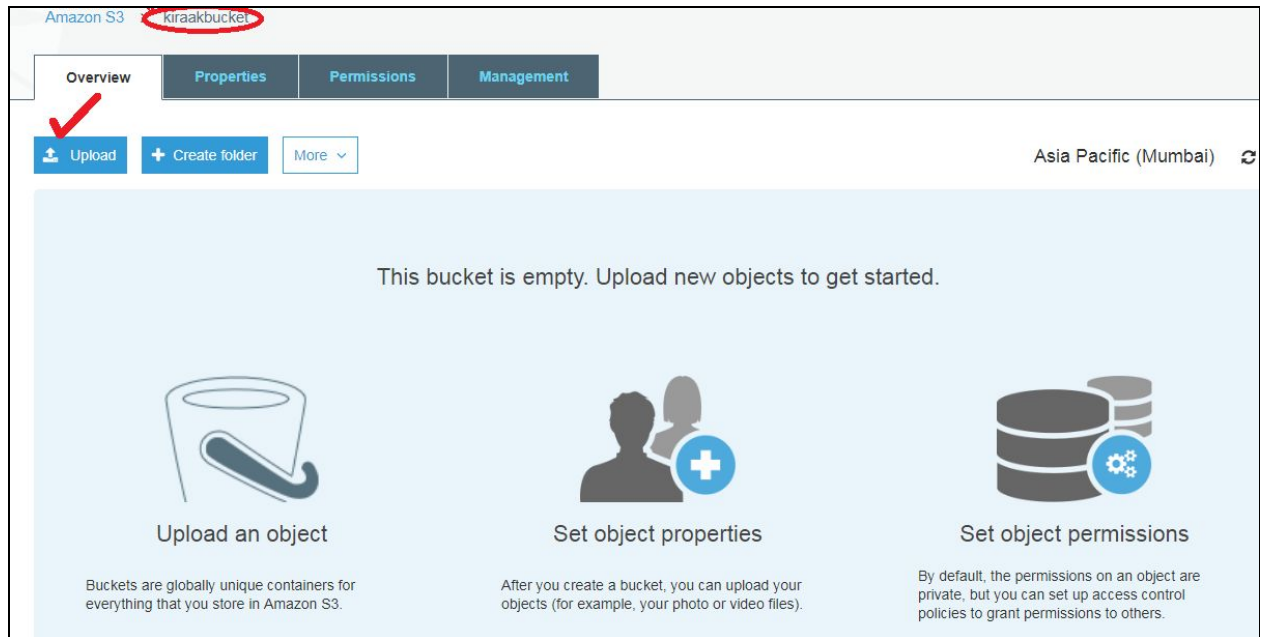 Amazon S3 > kiraakbucket
Overview Properties Permissions Management
Upload + Create folder More
Asia Pacific (Mumbai)
This bucket is empty. Upload new objects to get started.
Upload an object
Buckets are globally unique containers for
everything that you store in Amazon S3.
Set object properties
After you create a bucket, you can upload your
objects (for example, your photo or video files).
Set object permissions
By default, the permissions on an object are
private, but you can set up access control
policies to grant permissions to others.